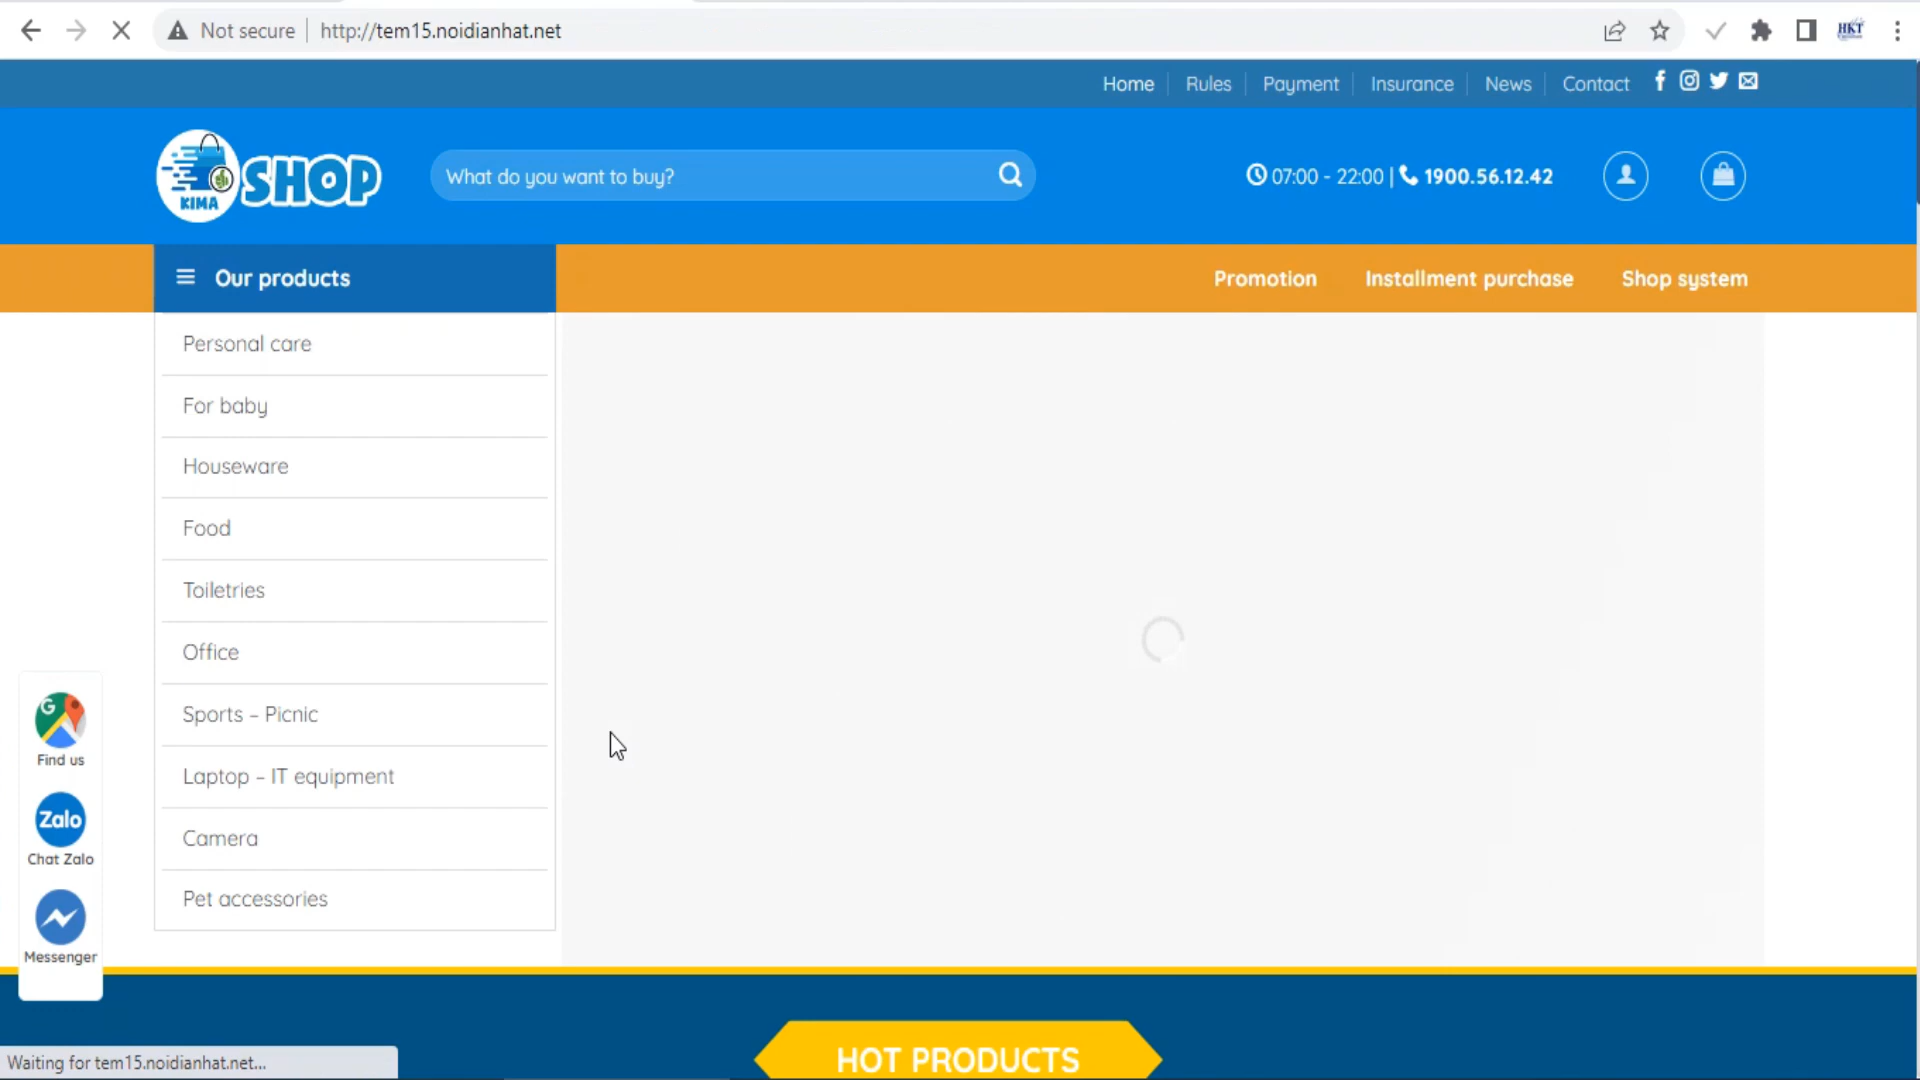 Not secure http://tem15.noidianhat.net HKT
Home Rules Payment Insurance News Contact
KIMA SHOP What do you want to buy? 07:00 - 22:00 | 1900.56.12.42
Our products Promotion Installment purchase Shop system
Personal care
For baby
Houseware
Food
Toiletries
Office
Sports – Picnic
Laptop – IT equipment
Camera
Pet accessories
G
Find us
Zalo
Chat Zalo
Messenger
HOT PRODUCTS
Waiting for tem15.noidianhat.net...